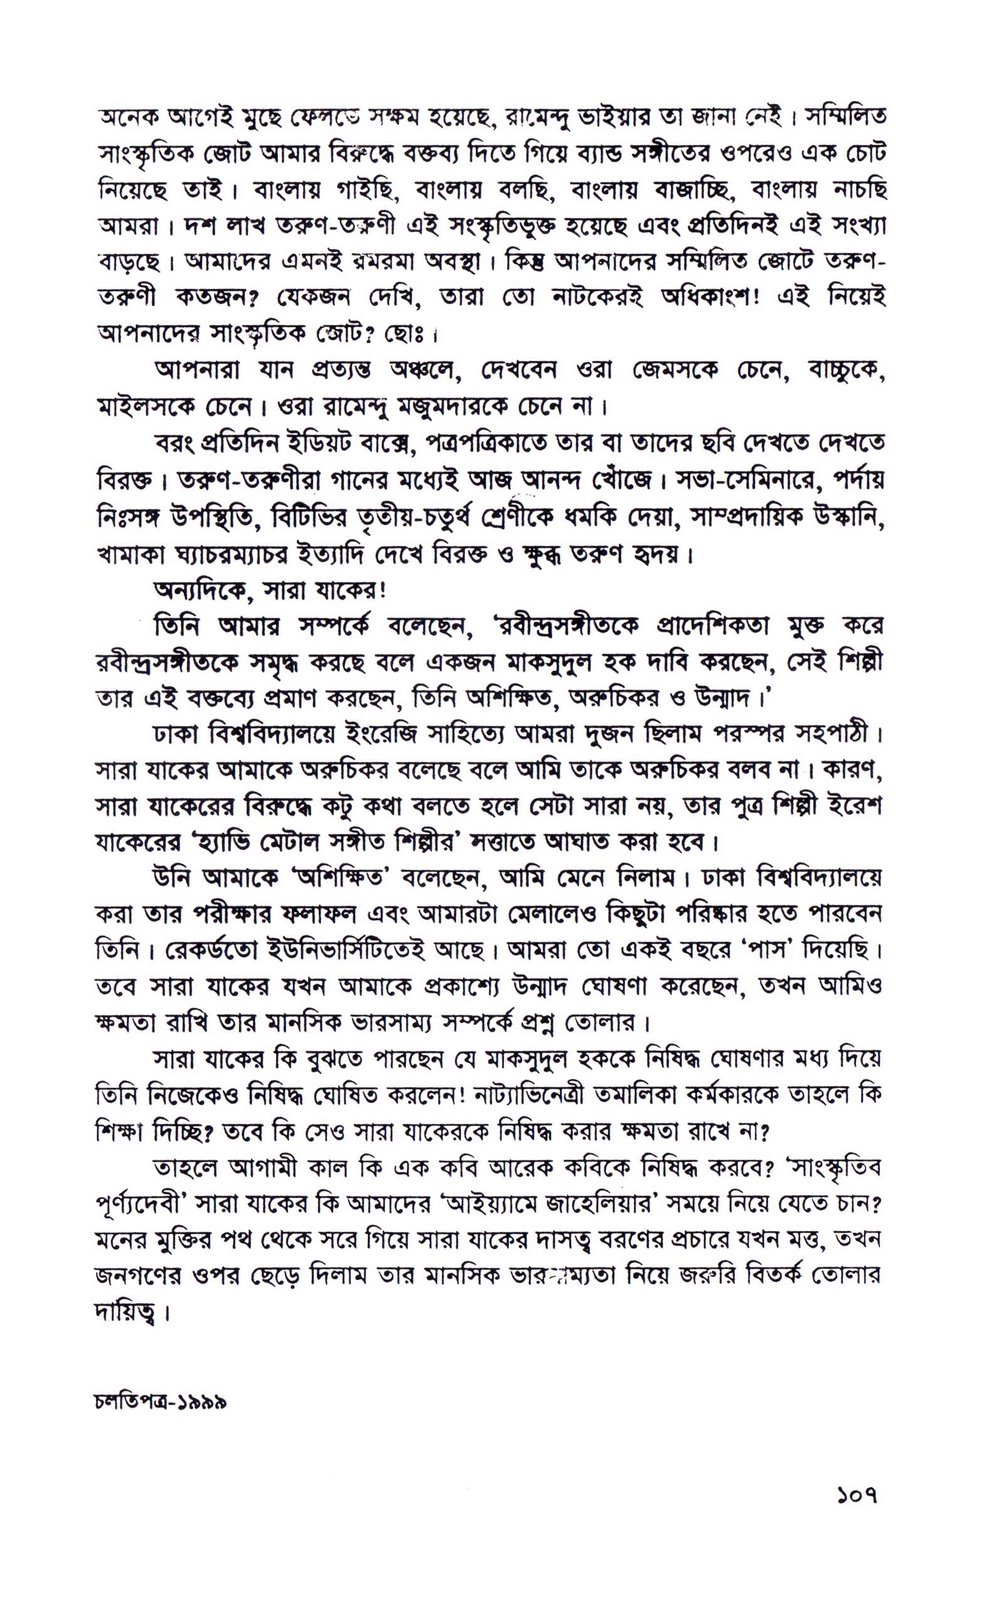 অনেক আগেই মুছে ফেলতে সক্ষম হয়েছে, রামেন্দু ভাইয়ার তা জানা নেই। সম্মিলিত
সাংস্কৃতিক জোট আমার বিরুদ্ধে বক্তব্য দিতে গিয়ে ব্যান্ড সঙ্গীতের ওপরেও এক চোট
নিয়েছে তাই। বাংলায় গাইছি, বাংলায় বলছি, বাংলায় বাজাচ্ছি, বাংলায় নাচছি
আমরা। দশ লাখ তরুণ-তরুণী এই সংস্কৃতিভুক্ত হয়েছে এবং প্রতিদিনই এই সংখ্যা
বাড়ছে। আমাদের এমনই রমরমা অবস্থা। কিন্তু আপনাদের সম্মিলিত জোটে তরুণ-
তরুণী কতজন? যেকজন দেখি, তারা তো নাটকেরই অধিকাংশ! এই নিয়েই
আপনাদের সাংস্কৃতিক জোট? ছোঃ।
আপনারা যান প্রত্যন্ত অঞ্চলে, দেখবেন ওরা জেমসকে চেনে, বাচ্চুকে,
মাইলসকে চেনে। ওরা রামেন্দু মজুমদারকে চেনে না।
বরং প্রতিদিন ইডিয়ট বাক্সে, পত্রপত্রিকাতে তার বা তাদের ছবি দেখতে দেখতে
বিরক্ত। তরুণ-তরুণীরা গানের মধ্যেই আজ আনন্দ খোঁজে। সভা-সেমিনারে, পর্দায়
নিঃসঙ্গ উপস্থিতি, বিটিভির তৃতীয়-চতুর্থ শ্রেণীকে ধমকি দেয়া, সাম্প্রদায়িক উস্কানি,
খামাকা ঘ্যাচরম্যাচর ইত্যাদি দেখে বিরক্ত ও ক্ষুব্ধ তরুণ হৃদয়।
অন্যদিকে, সারা যাকের!
তিনি আমার সম্পর্কে বলেছেন, ‘রবীন্দ্রসঙ্গীতকে প্রাদেশিকতা মুক্ত করে
রবীন্দ্রসঙ্গীতকে সমৃদ্ধ করছে বলে একজন মাকসুদুল হক দাবি করছেন, সেই শিল্পী
তার এই বক্তব্যে প্রমাণ করছেন, তিনি অশিক্ষিত, অরুচিকর ও উন্মাদ।’
ঢাকা বিশ্ববিদ্যালয়ে ইংরেজি সাহিত্যে আমরা দুজন ছিলাম পরস্পর সহপাঠী।
সারা যাকের আমাকে অরুচিকর বলেছে বলে আমি তাকে অরুচিকর বলব না। কারণ,
সারা যাকেরের বিরুদ্ধে কটু কথা বলতে হলে সেটা সারা নয়, তার পুত্র শিল্পী ইরেশ
যাকেরের ‘হ্যাভি মেটাল সঙ্গীত শিল্পীর’ সত্তাতে আঘাত করা হবে।
উনি আমাকে ‘অশিক্ষিত’ বলেছেন, আমি মেনে নিলাম। ঢাকা বিশ্ববিদ্যালয়ে
করা তার পরীক্ষার ফলাফল এবং আমারটা মেলালেও কিছুটা পরিষ্কার হতে পারবেন
তিনি। রেকর্ডতো ইউনিভার্সিটিতেই আছে। আমরা তো একই বছরে ‘পাস’ দিয়েছি।
তবে সারা যাকের যখন আমাকে প্রকাশ্যে উন্মাদ ঘোষণা করেছেন, তখন আমিও
ক্ষমতা রাখি তার মানসিক ভারসাম্য সম্পর্কে প্রশ্ন তোলার।
সারা যাকের কি বুঝতে পারছেন যে মাকসুদুল হককে নিষিদ্ধ ঘোষণার মধ্য দিয়ে
তিনি নিজেকেও নিষিদ্ধ ঘোষিত করলেন! নাট্যাভিনেত্রী তমালিকা কর্মকারকে তাহলে কি
শিক্ষা দিচ্ছি? তবে কি সেও সারা যাকেরকে নিষিদ্ধ করার ক্ষমতা রাখে না?
তাহলে আগামী কাল কি এক কবি আরেক কবিকে নিষিদ্ধ করবে? ‘সাংস্কৃতিব
পূর্ণ্যদেবী’ সারা যাকের কি আমাদের ‘আইয়্যামে জাহেলিয়ার’ সময়ে নিয়ে যেতে চান?
মনের মুক্তির পথ থেকে সরে গিয়ে সারা যাকের দাসত্ব বরণের প্রচারে যখন মত্ত, তখন
জনগণের ওপর ছেড়ে দিলাম তার মানসিক ভারসাম্যতা নিয়ে জরুরি বিতর্ক তোলার
দায়িত্ব।
চলতিপত্র-১৯৯৯
১০৭